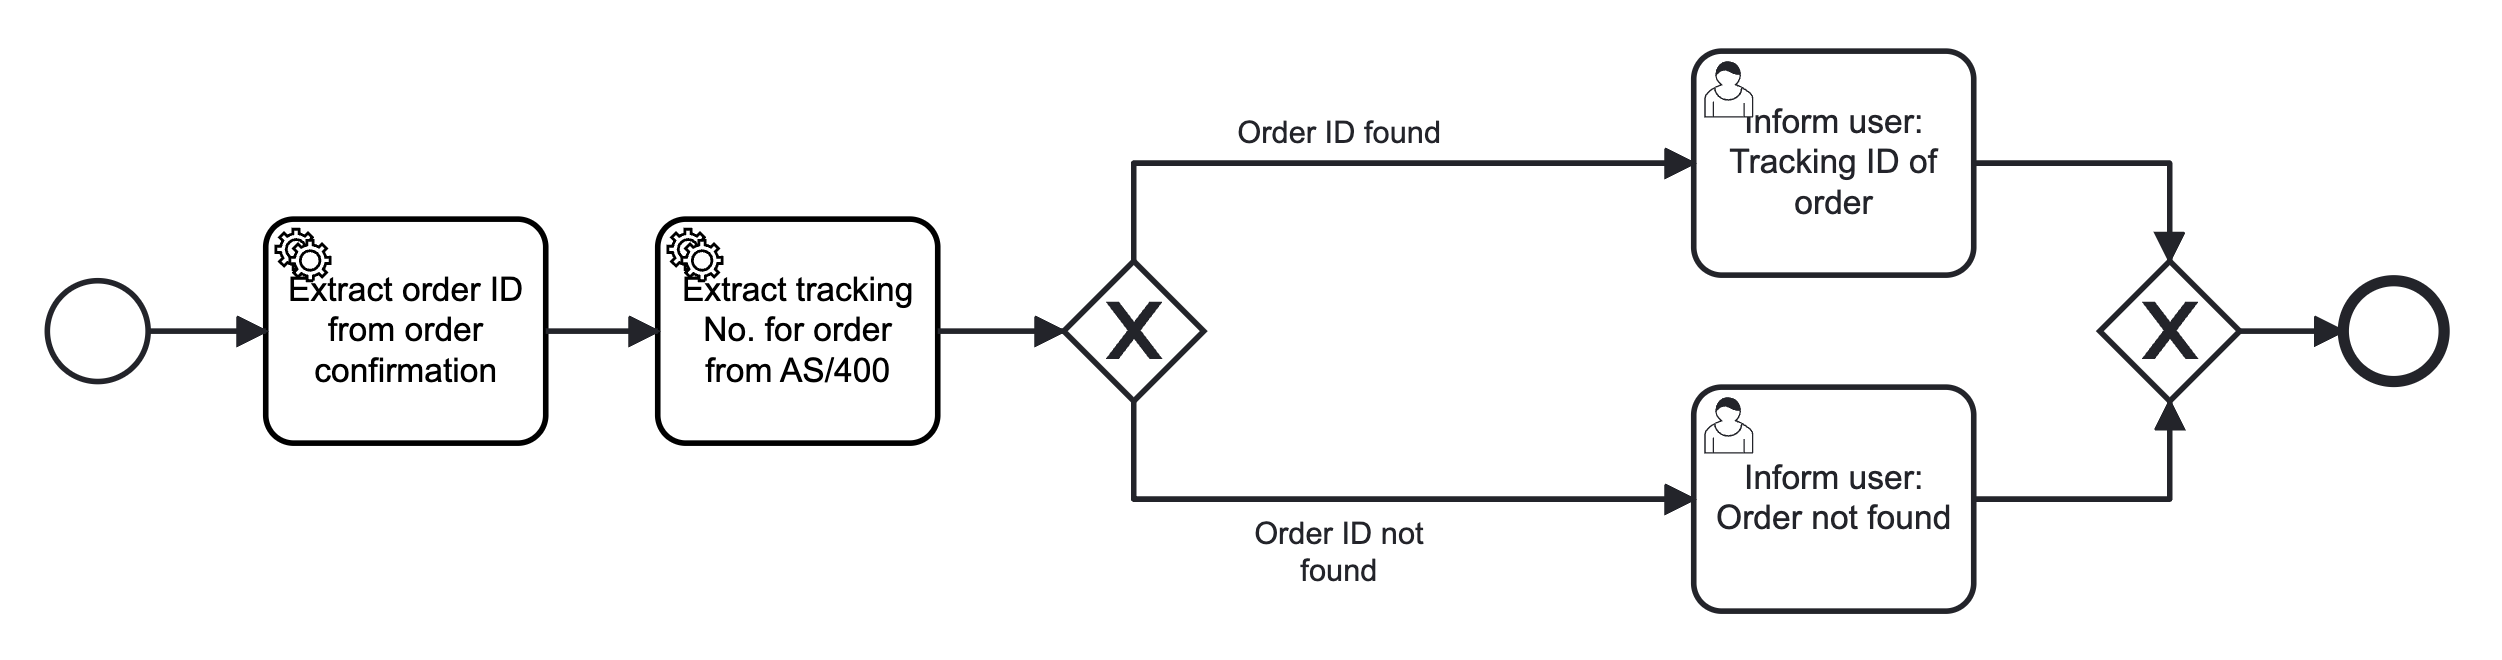 Extract order ID
from order
confirmation
Extract tracking
No. for order
from AS/400
Order ID found
Inform user:
Tracking ID of
order
Order ID not
found
Inform user:
Order not found